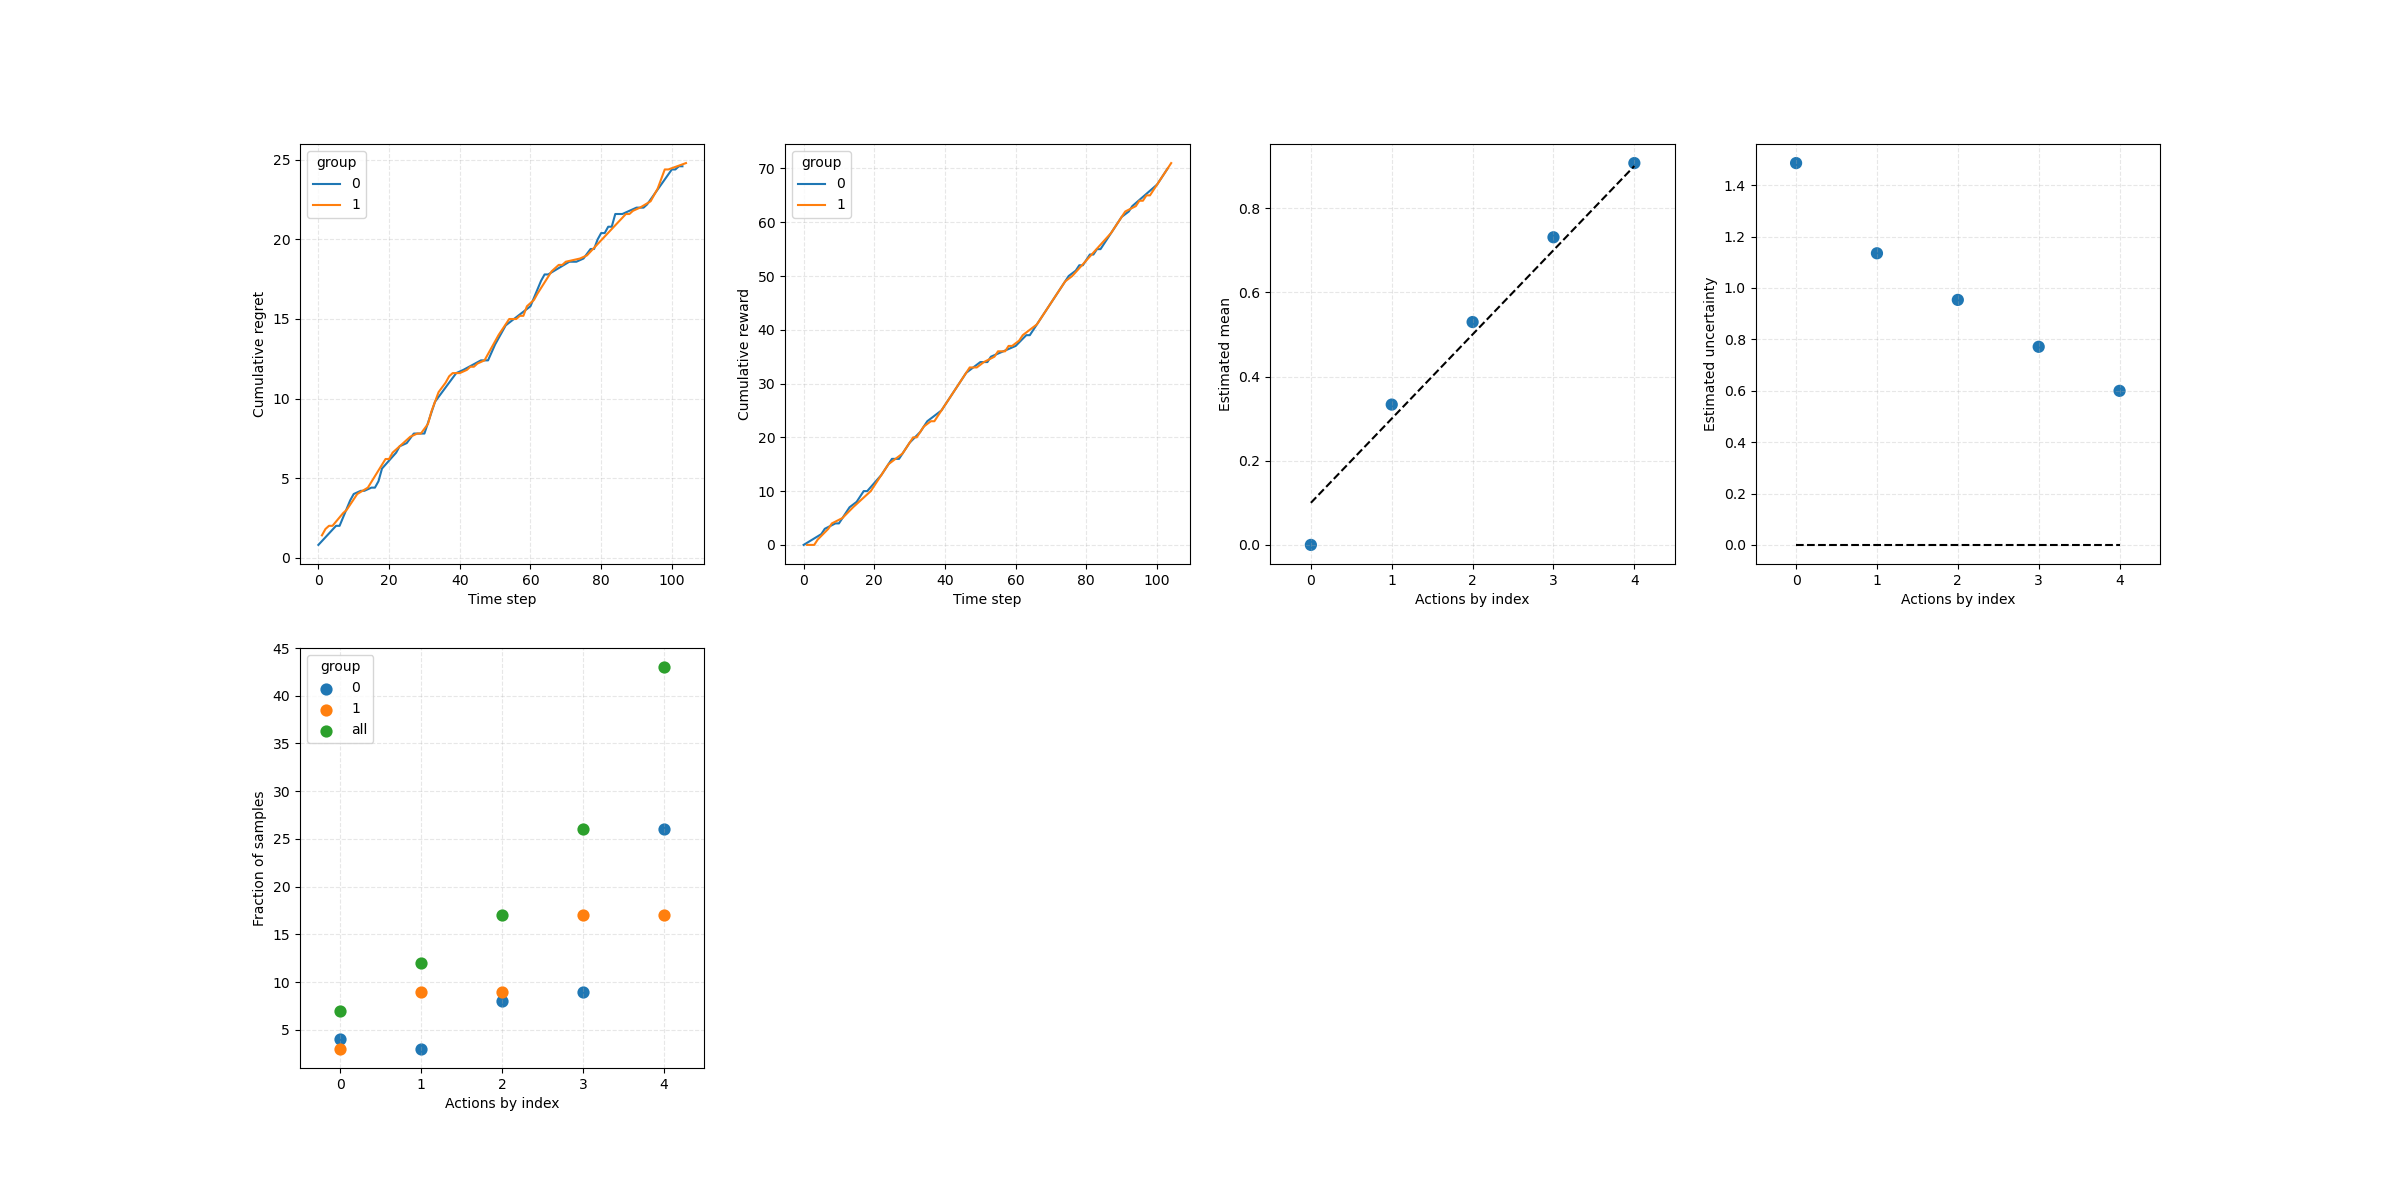 group
0
1
25
20
15
10
5
0
Cumulative regret
0 20 40 60 80 100
Time step
group
0
1
70
60
50
40
30
20
10
0
Cumulative reward
0 20 40 60 80 100
Time step
0.8
0.6
0.4
0.2
0.0
Estimated mean
0 1 2 3 4
Actions by index
1.4
1.2
1.0
0.8
0.6
0.4
0.2
0.0
Estimated uncertainty
0 1 2 3 4
Actions by index
group
0
1
all
45
40
35
30
25
20
15
10
5
Fraction of samples
0 1 2 3 4
Actions by index